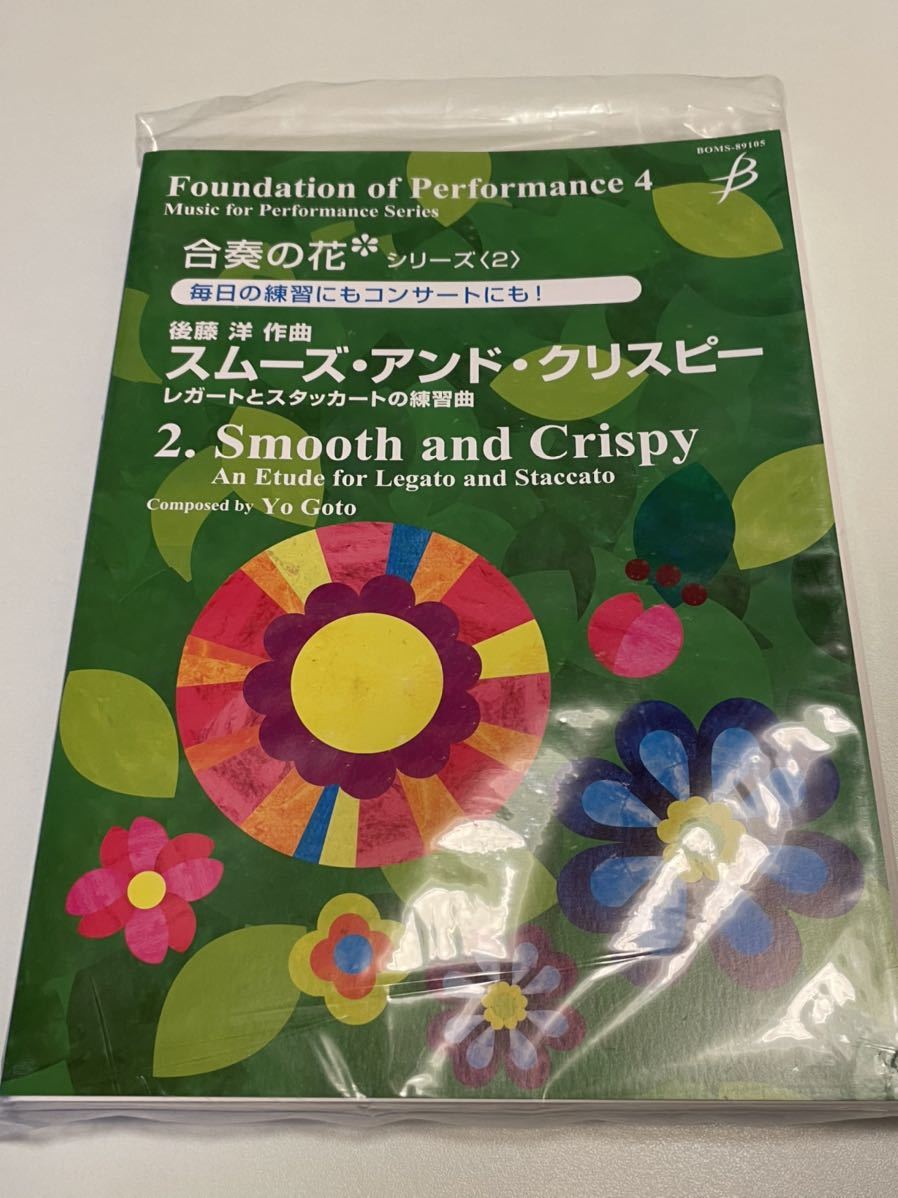 BOMS-89105
Foundation of Performance 4
Music for Performance Series
合奏の花* シリーズ〈2〉
毎日の練習にもコンサートにも!
後藤 洋 作曲
スムーズ・アンド・クリスピー
レガートとスタッカートの練習曲
2. Smooth and Crispy
An Etude for Legato and Staccato
Composed by Yo Goto